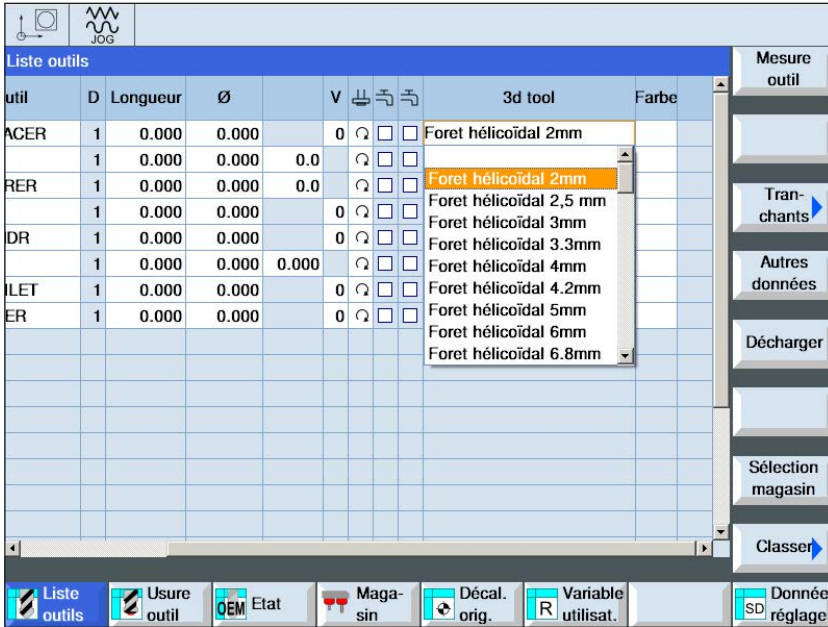 JOG
Liste outils
util D Longueur Ø V 3d tool Farbe
ACER 1 0.000 0.000 0 Foret hélicoïdal 2mm
1 0.000 0.000 0.0
RER 1 0.000 0.000 0.0
1 0.000 0.000 0
NDR 1 0.000 0.000 0
1 0.000 0.000 0.000
ILET 1 0.000 0.000 0
ER 1 0.000 0.000 0
Foret hélicoïdal 2mm
Foret hélicoïdal 2,5 mm
Foret hélicoïdal 3mm
Foret hélicoïdal 3.3mm
Foret hélicoïdal 4mm
Foret hélicoïdal 4.2mm
Foret hélicoïdal 5mm
Foret hélicoïdal 6mm
Foret hélicoïdal 6.8mm
Mesure
outil
Tran-
chants
Autres
données
Décharger
Sélection
magasin
Classer
Liste
outils
Usure
outil
OEM Etat
Maga-
sin
Décal.
orig.
R Variable
utilisat.
SD Donnée
réglage